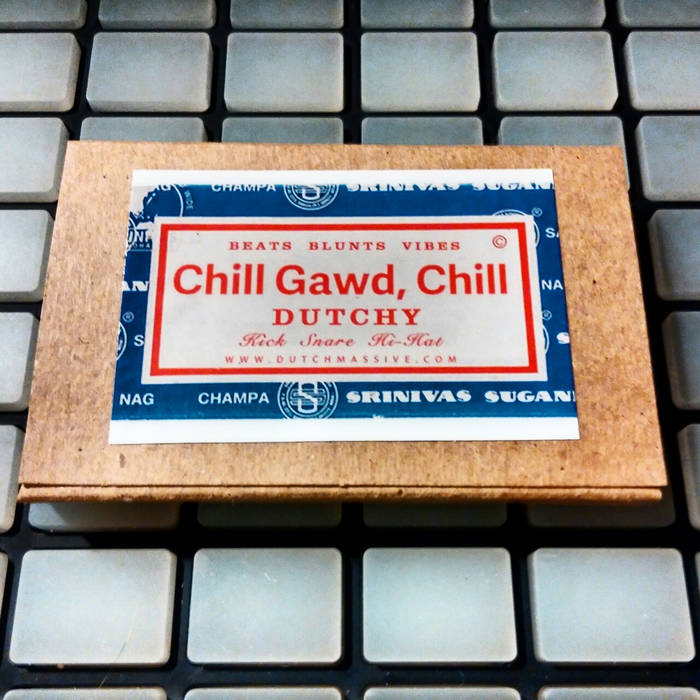 CHAMPA SRINIVAS SUGAN
BEATS BLUNTS VIBES ©
Chill Gawd, Chill
DUTCHY
Kick Snare Hi-Hat
WWW.DUTCHMASSIVE.COM
NAG CHAMPA SRINIVAS SUGAN